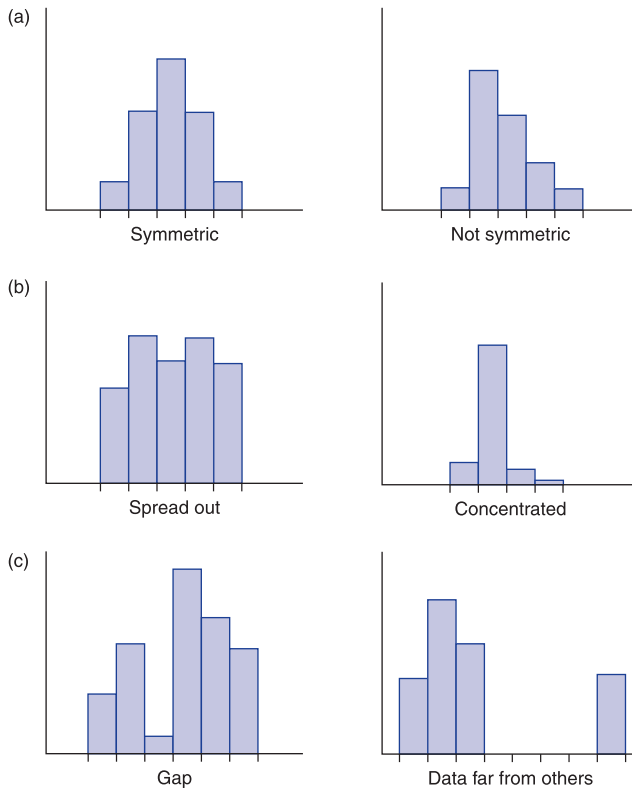 (a)
Symmetric
Not symmetric
(b)
Spread out
Concentrated
(c)
Gap
Data far from others